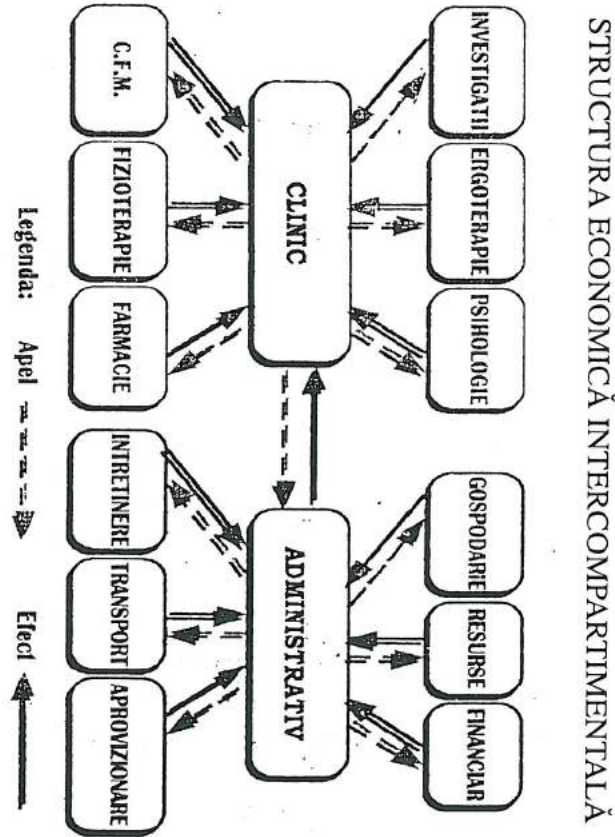 STRUCTURA ECONOMICĂ INTERCOMPARTIMENTALĂ
INVESTIGATII
ERGOTERAPIE
PSIHOLOGIE
GOSPODARIE
RESURSE
FINANCIAR
CLINIC
ADMINISTRATIV
C.F.M.
FIZIOTERAPIE
FARMACIE
INTRETINERE
TRANSPORT
APROVIZIONARE
Legenda: Apel Efect